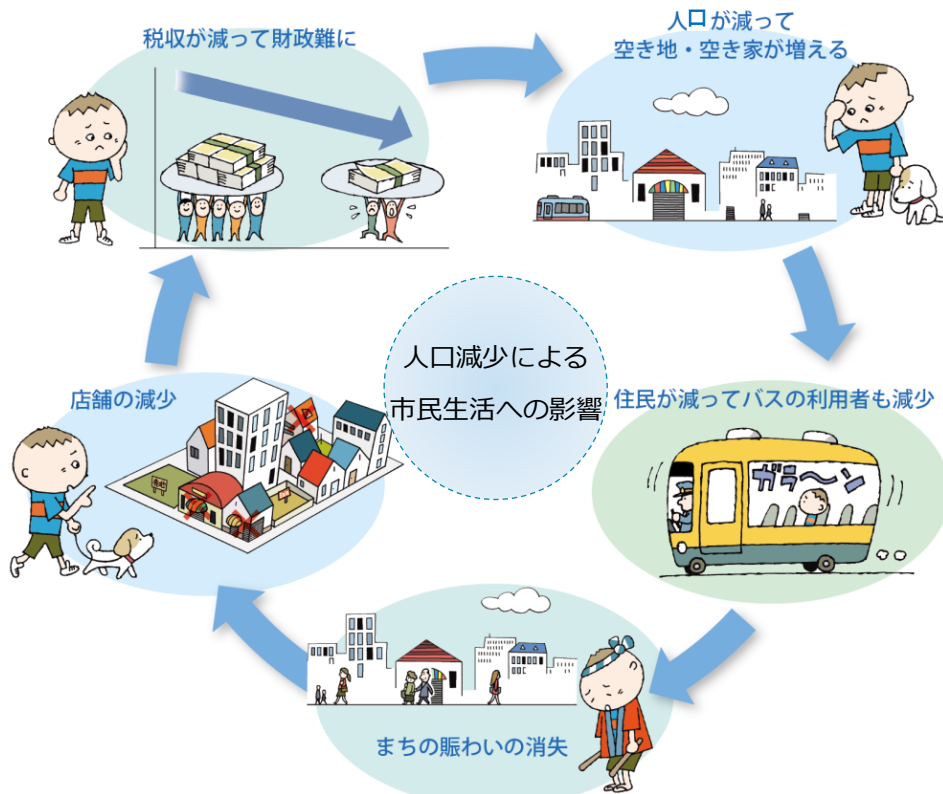 税収が減って財政難に
人口が減って
空き地・空き家が増える
人口減少による
市民生活への影響
店舗の減少
住民が減ってバスの利用者も減少
ガラ～ン
まちの賑わいの消失